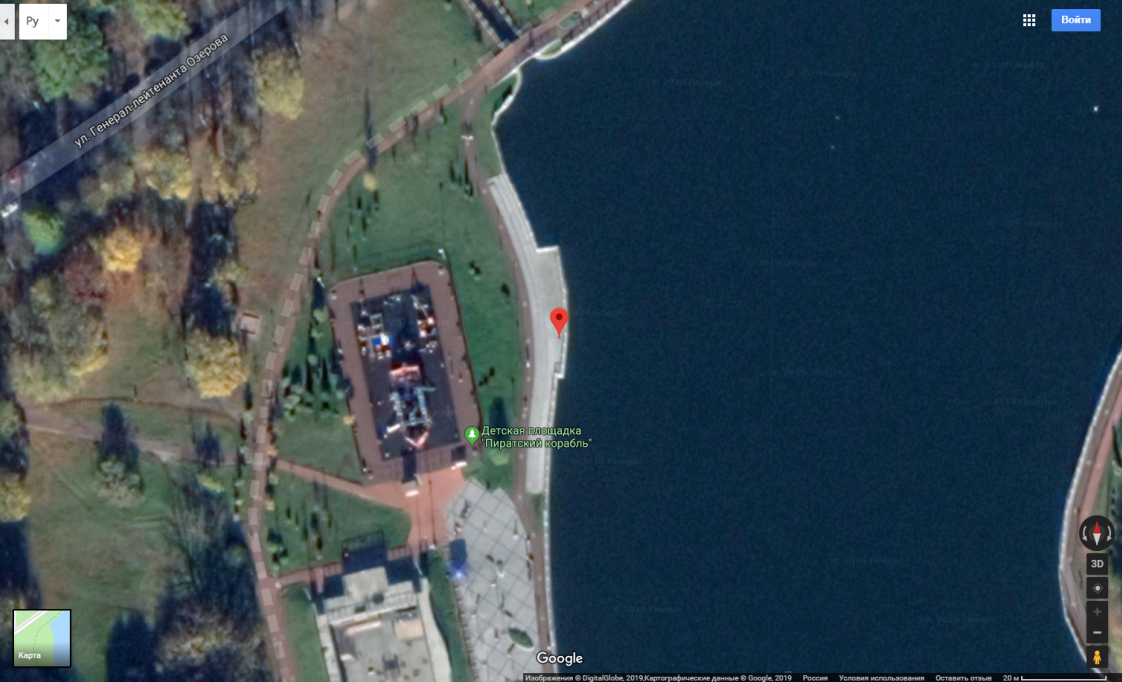 Ру
Войти
ул. Генерал-лейтенанта Озерова
Детская площадка
"Пиратский корабль"
3D
Карта
Google
Изображения © DigitalGlobe, 2019,Картографические данные © Google, 2019 Россия Условия использования Оставить отзыв 20 м